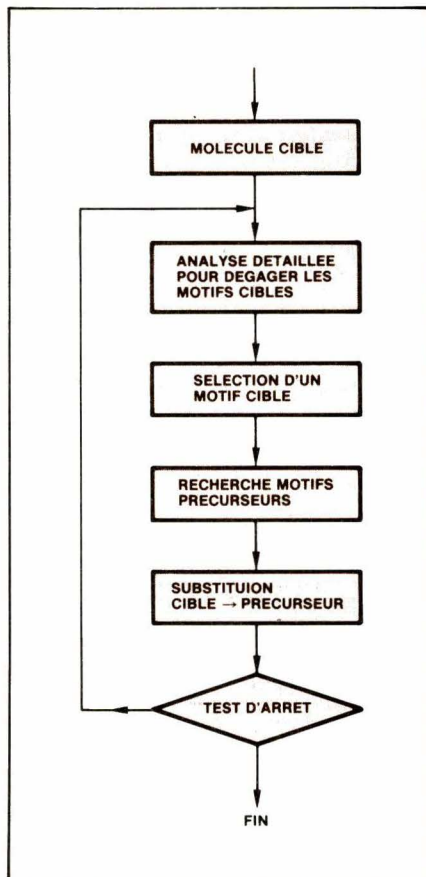 MOLECULE CIBLE
ANALYSE DETAILLEE
POUR DEGAGER LES
MOTIFS CIBLES
SELECTION D'UN
MOTIF CIBLE
RECHERCHE MOTIFS
PRECURSEURS
SUBSTITUION
CIBLE → PRECURSEUR
TEST D'ARRET
FIN